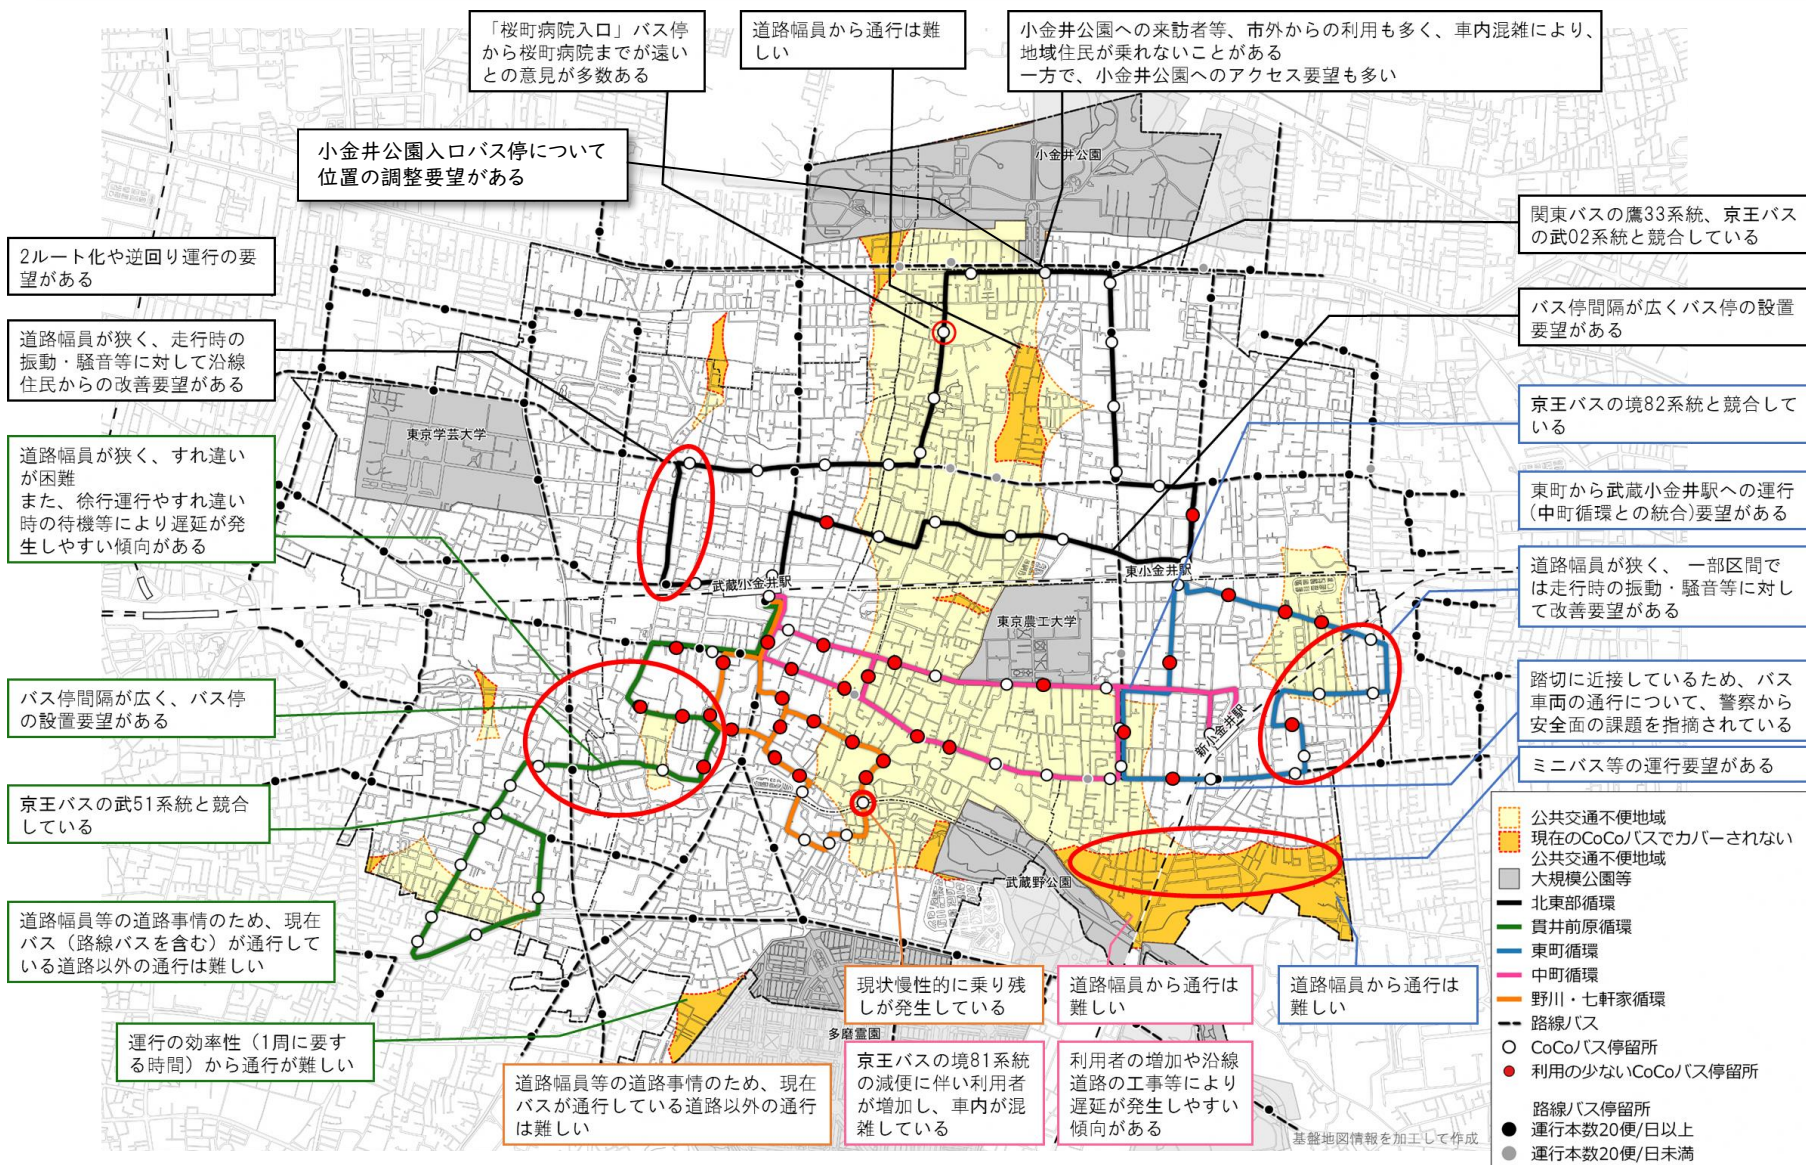 「桜町病院入口」バス停
から桜町病院までが遠い
との意見が多数ある
道路幅員から通行は難
しい
小金井公園への来訪者等、市外からの利用も多く、車内混雑により、
地域住民が乗れないことがある
一方で、小金井公園へのアクセス要望も多い
小金井公園入口バス停について
位置の調整要望がある
小金井公園
関東バスの鷹33系統、京王バス
の武02系統と競合している
2ルート化や逆回り運行の要
望がある
バス停間隔が広くバス停の設置
要望がある
道路幅員が狭く、走行時の
振動・騒音等に対して沿線
住民からの改善要望がある
京王バスの境82系統と競合して
いる
東京学芸大学
道路幅員が狭く、すれ違い
が困難
また、徐行運行やすれ違い
時の待機等により遅延が発
生しやすい傾向がある
東町から武蔵小金井駅への運行
(中町循環との統合)要望がある
武蔵小金井駅
東小金井駅
道路幅員が狭く、一部区間で
は走行時の振動・騒音等に対し
て改善要望がある
東京農工大学
バス停間隔が広く、バス停
の設置要望がある
新小金井駅
踏切に近接しているため、バス
車両の通行について、警察から
安全面の課題を指摘されている
ミニバス等の運行要望がある
京王バスの武51系統と競合
している
武蔵野公園
公共交通不便地域
現在のCoCoバスでカバーされない
公共交通不便地域
大規模公園等
北東部循環
貫井前原循環
東町循環
中町循環
野川・七軒家循環
路線バス
CoCoバス停留所
利用の少ないCoCoバス停留所
路線バス停留所
運行本数20便/日以上
運行本数20便/日未満
道路幅員等の道路事情のため、現在
バス（路線バスを含む）が通行して
いる道路以外の通行は難しい
現状慢性的に乗り残
しが発生している
道路幅員から通行は
難しい
道路幅員から通行は
難しい
多磨霊園
運行の効率性（1周に要す
る時間）から通行が難しい
道路幅員等の道路事情のため、現在
バスが通行している道路以外の通行
は難しい
京王バスの境81系統
の減便に伴い利用者
が増加し、車内が混
雑している
利用者の増加や沿線
道路の工事等により
遅延が発生しやすい
傾向がある
基盤地図情報を加工して作成